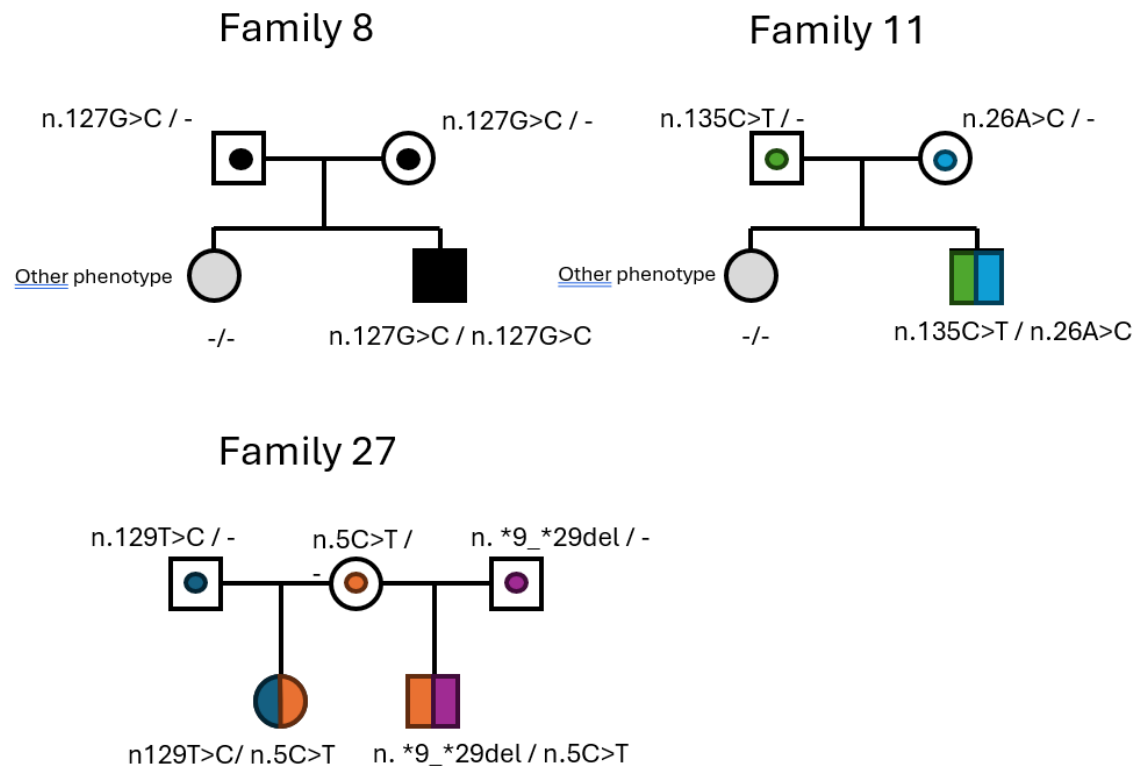 Family 8
n.127G>C / -
n.127G>C / -
Other phenotype
-/-
n.127G>C / n.127G>C
Family 11
n.135C>T / -
n.26A>C / -
Other phenotype
-/-
n.135C>T / n.26A>C
Family 27
n.129T>C / -
n.5C>T /
-
n. *9_*29del / -
n129T>C/ n.5C>T
n. *9_*29del / n.5C>T